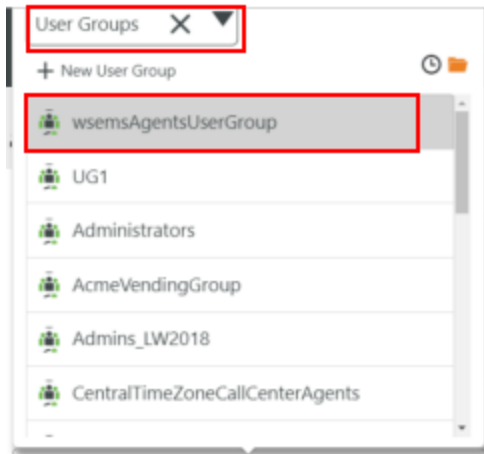 User Groups
New User Group
wsemsAgentsUserGroup
UG1
Administrators
AcmeVendingGroup
Admins_LW2018
CentralTimeZoneCallCenterAgents